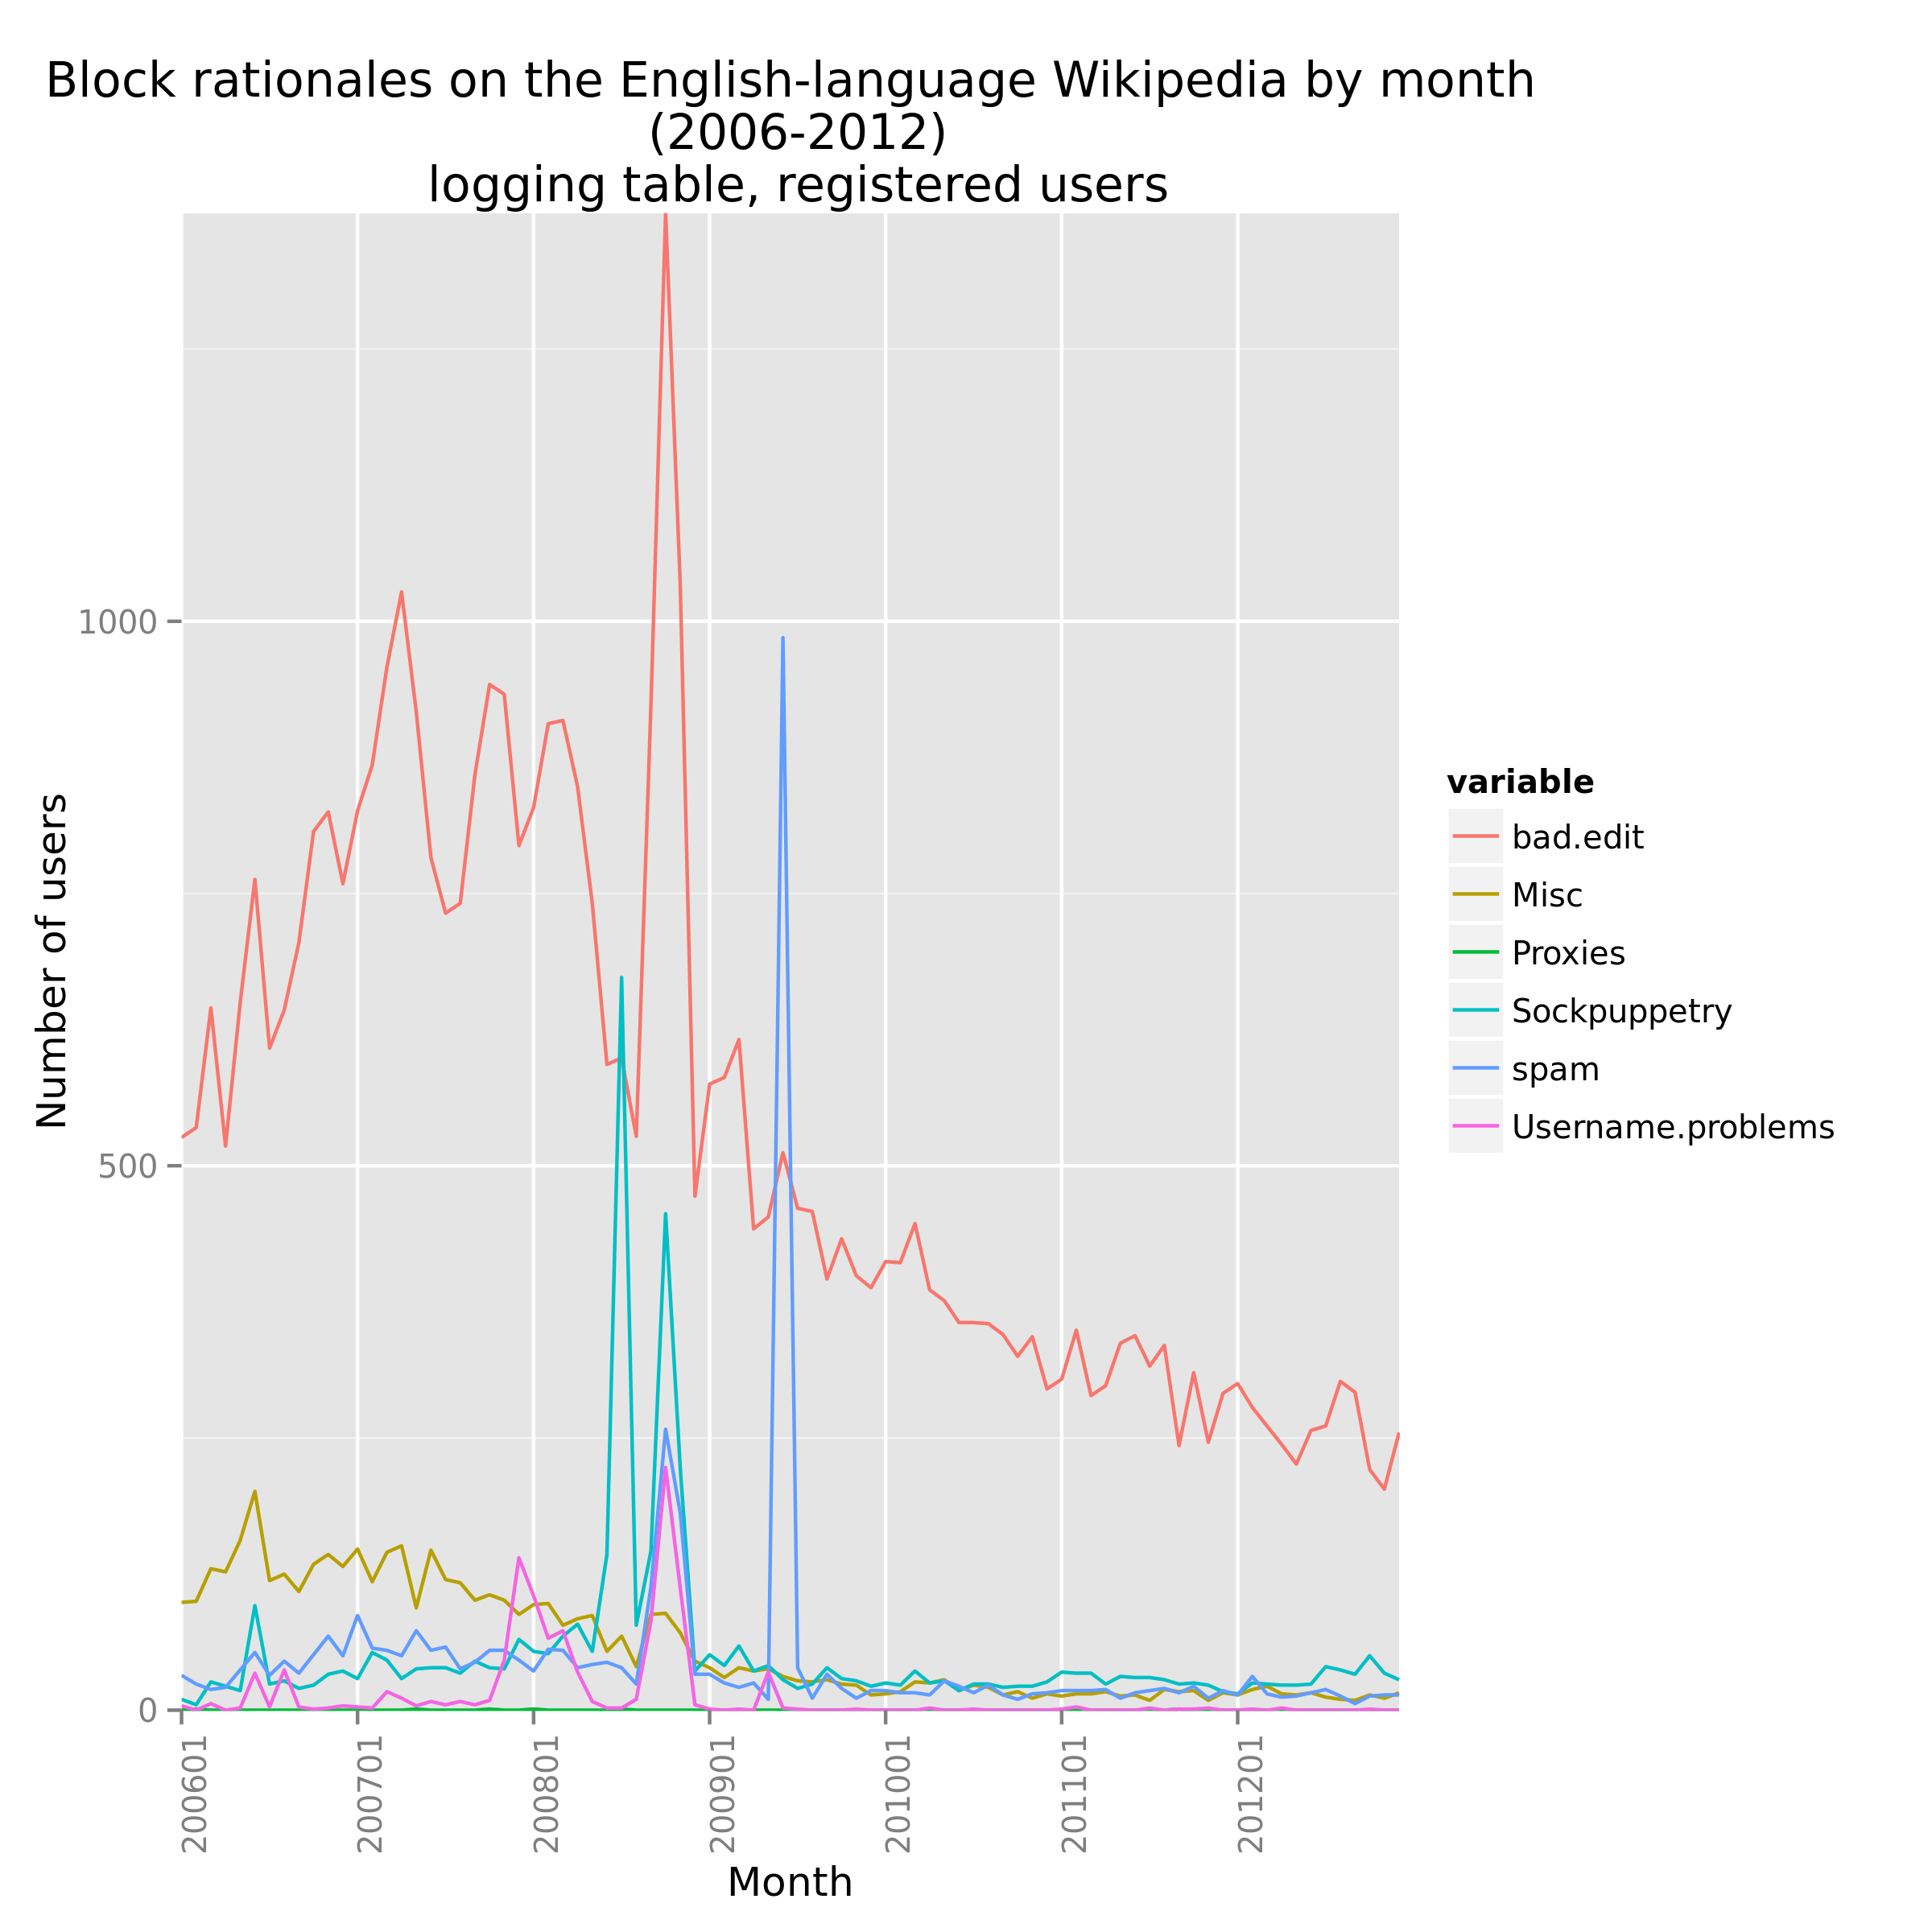 Block rationales on the English-language Wikipedia by month
(2006-2012)
logging table, registered users
Number of users
1000
500
0
200601
200701
200801
200901
201001
201101
201201
Month
variable
bad.edit
Misc
Proxies
Sockpuppetry
spam
Username.problems